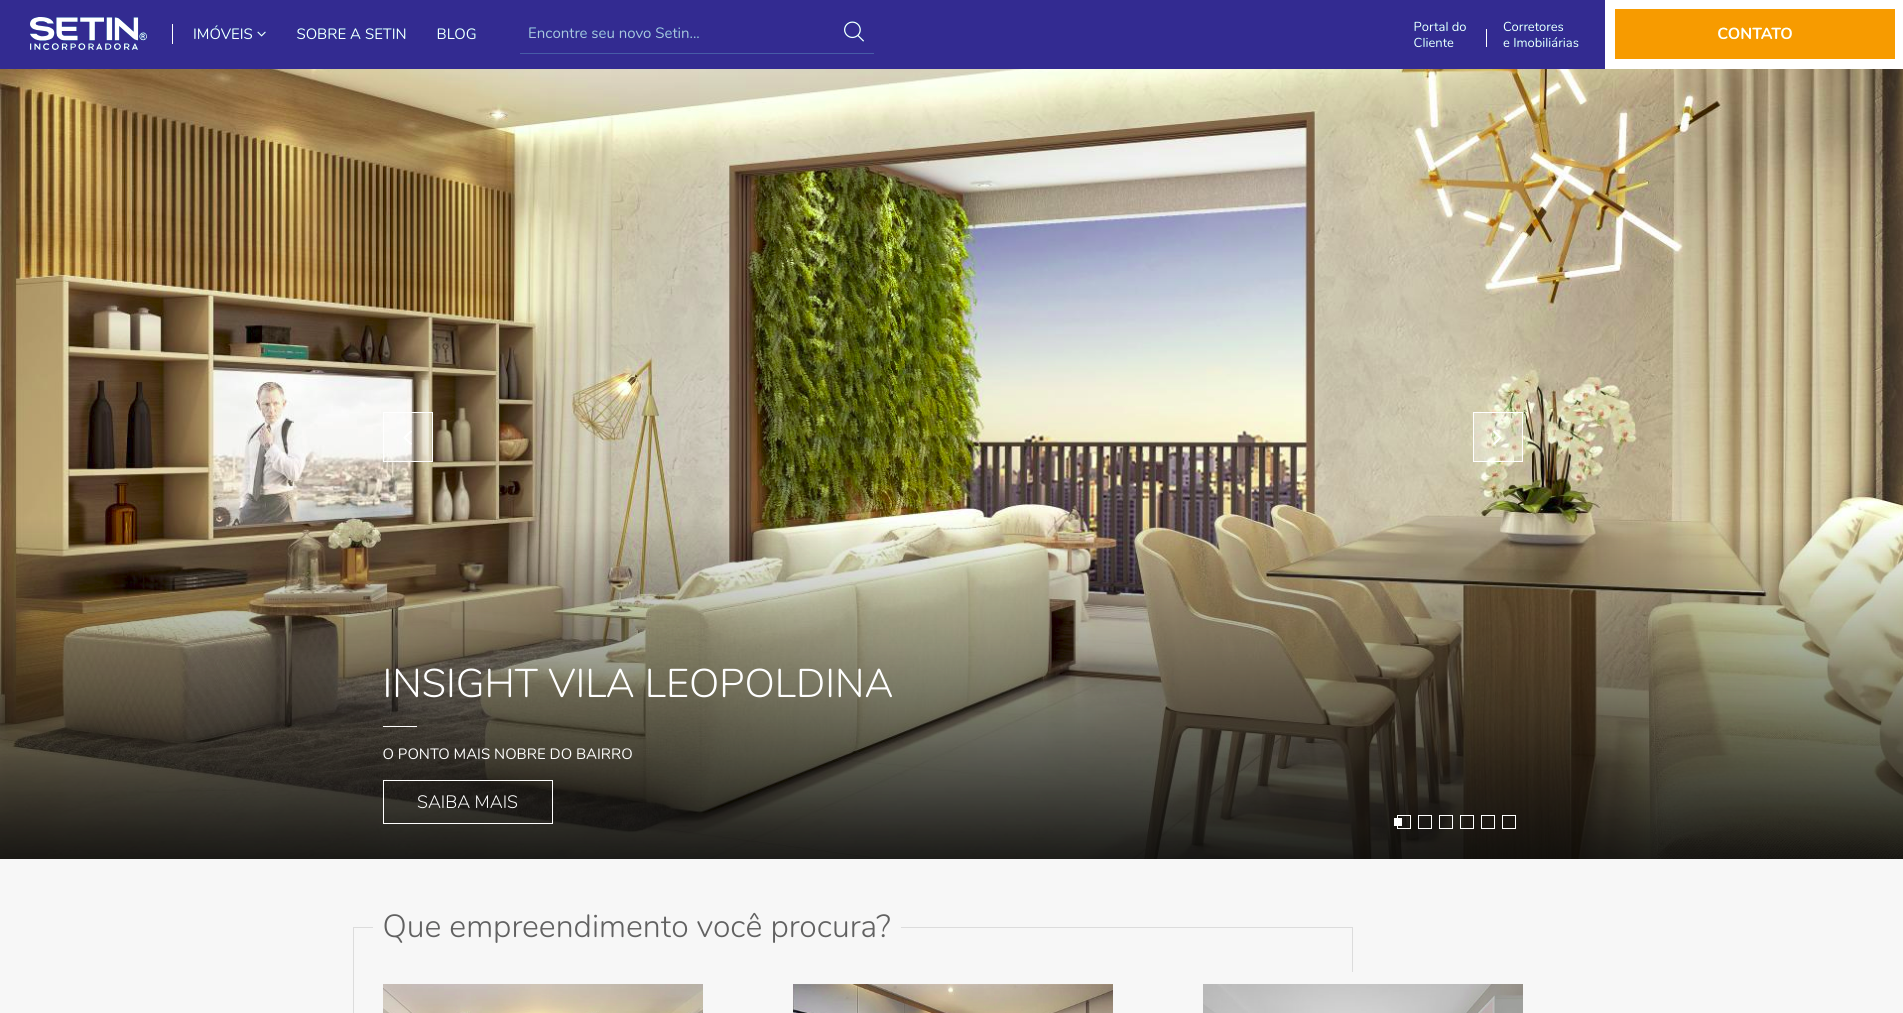 SETIN®
INCORPORADORA
IMÓVEIS
SOBRE A SETIN
BLOG
Encontre seu novo Setin...
Portal do
Cliente
Corretores
e Imobiliárias
CONTATO
INSIGHT VILA LEOPOLDINA
O PONTO MAIS NOBRE DO BAIRRO
SAIBA MAIS
Que empreendimento você procura?